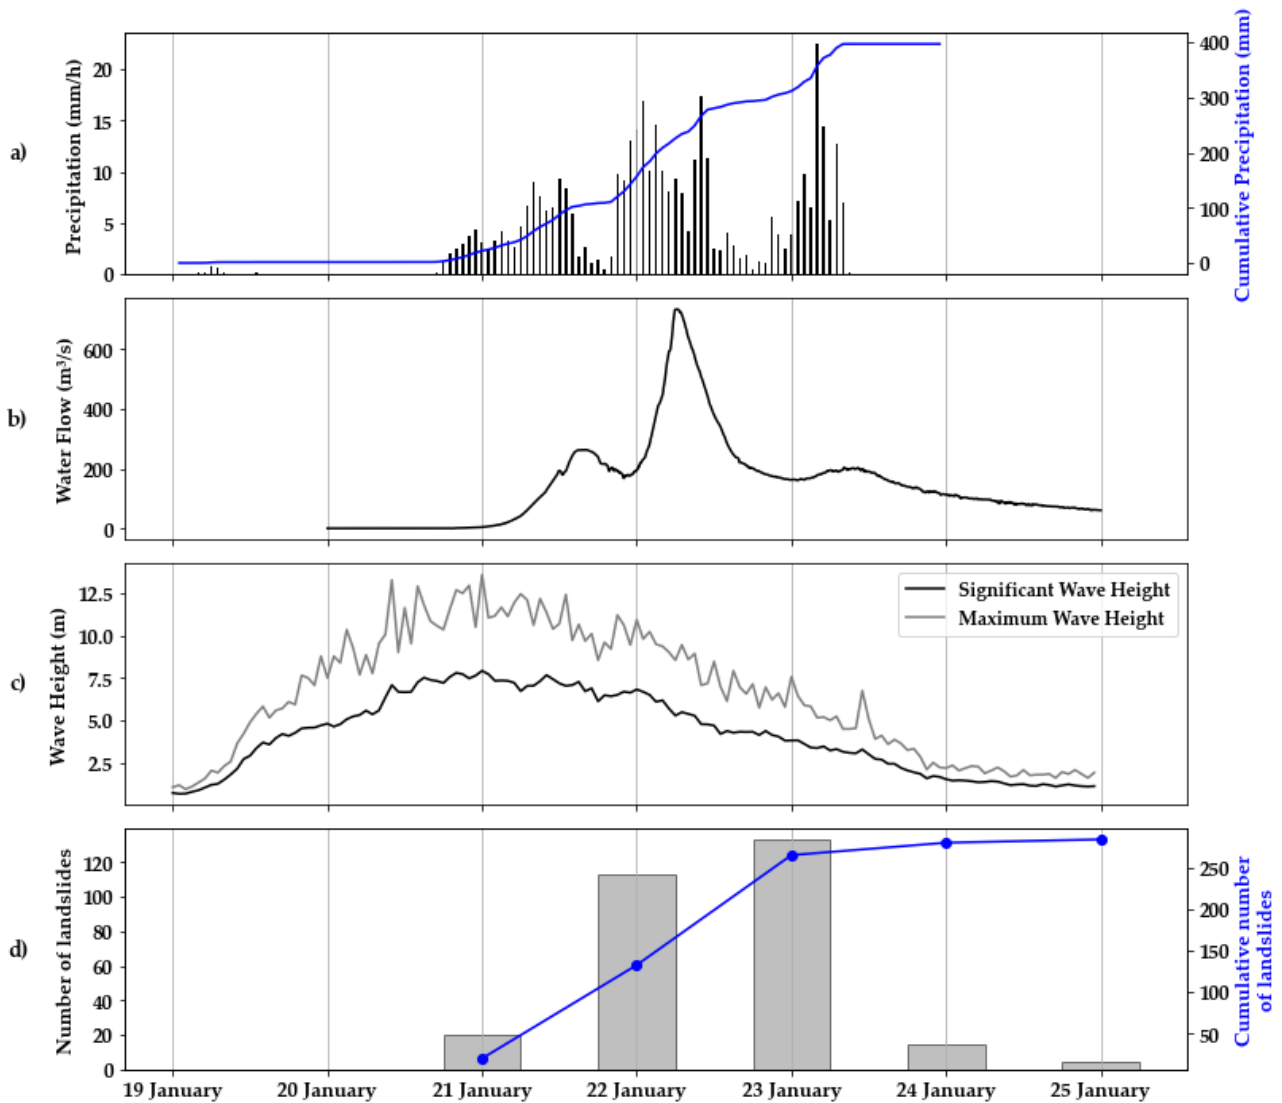 a)
Precipitation (mm/h)
20
15
10
5
0
400
300
200
100
0
Cumulative Precipitation (mm)
b)
Water Flow (m³/s)
600
400
200
0
c)
Wave Height (m)
12.5
10.0
7.5
5.0
2.5
Significant Wave Height
Maximum Wave Height
d)
Number of landslides
120
100
80
60
40
20
0
250
200
150
100
50
Cumulative number
of landslides
19 January 20 January 21 January 22 January 23 January 24 January 25 January